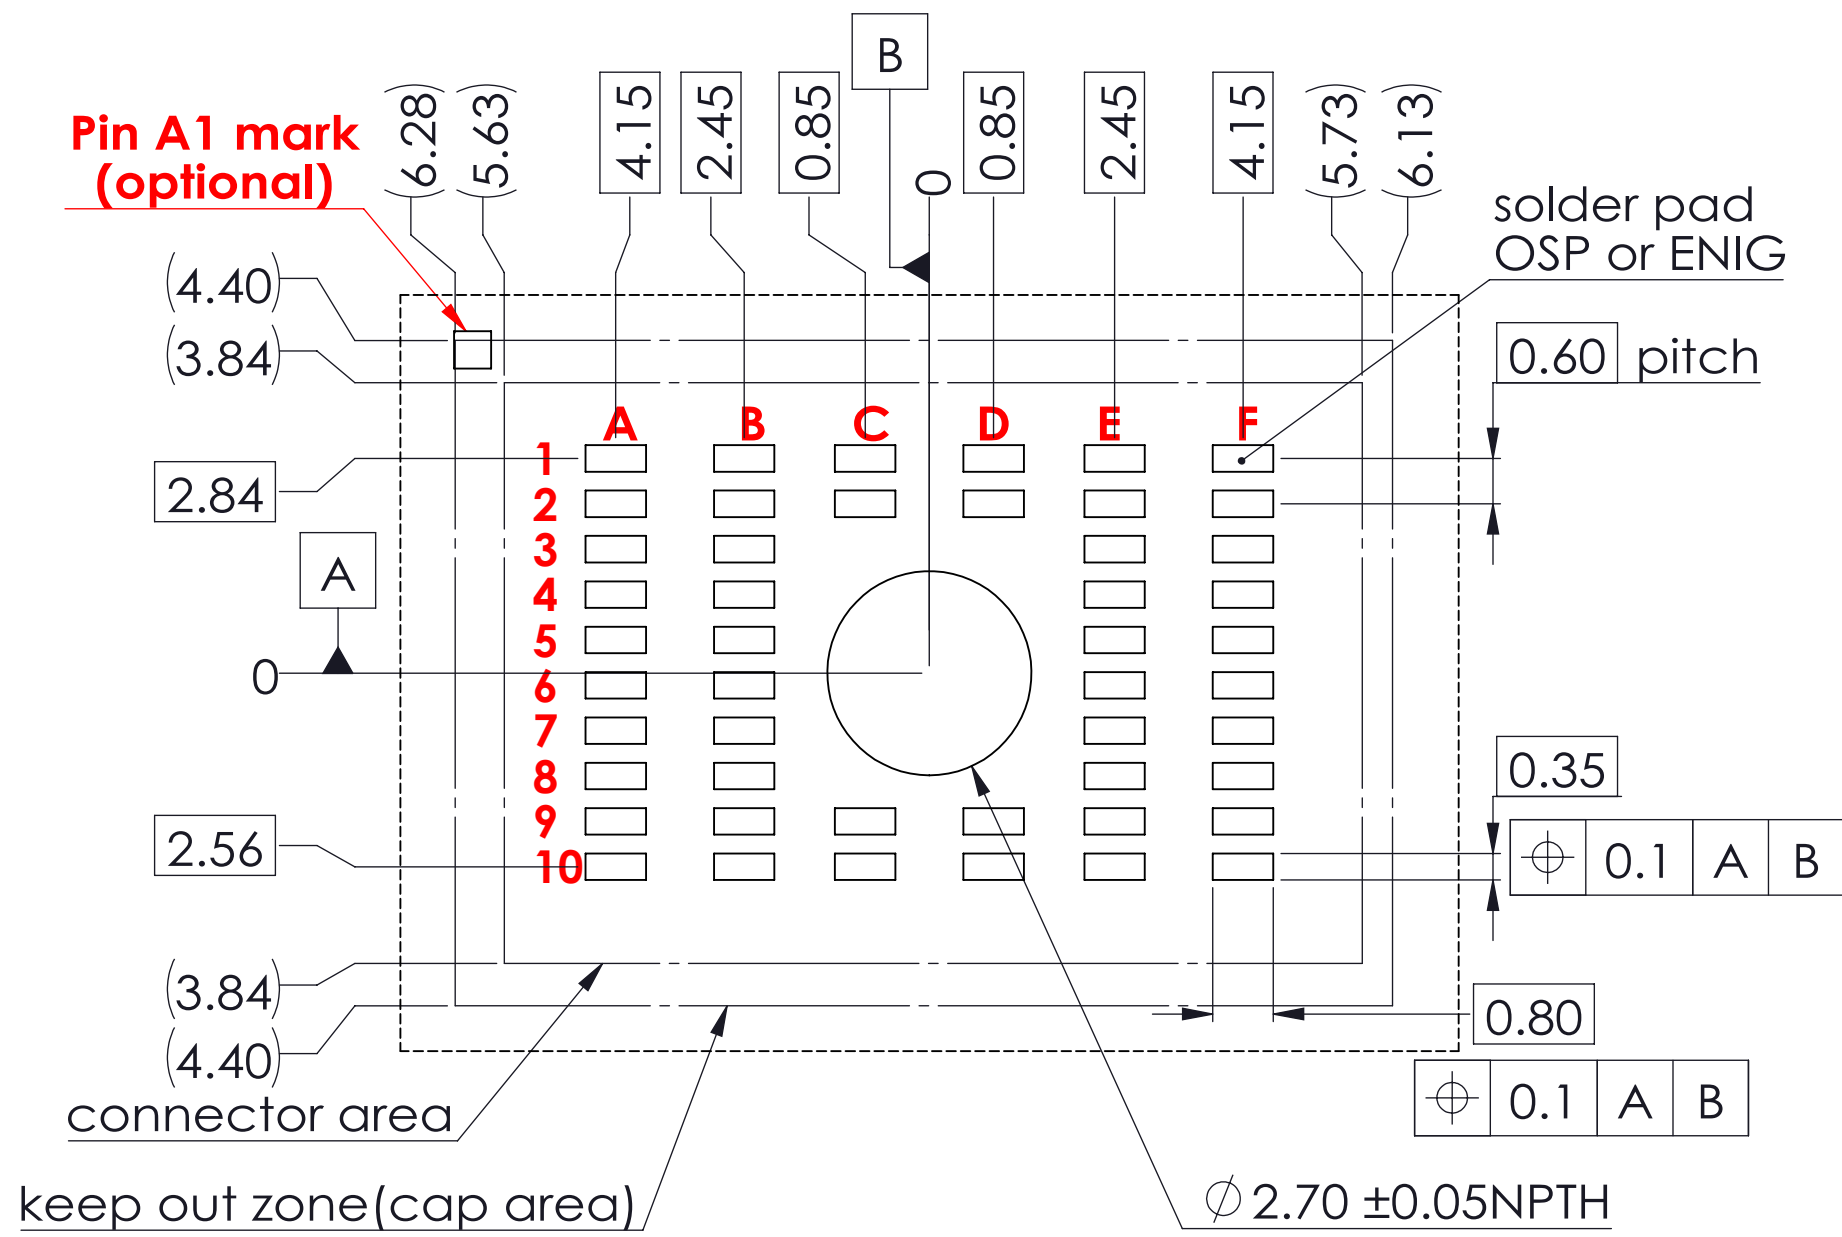 B
(6.28)
(5.63)
4.15
2.45
0.85
0
0.85
2.45
4.15
(5.73)
(6.13)
Pin A1 mark
(optional)
solder pad
OSP or ENIG
(4.40)
(3.84)
0.60 pitch
A B C D E F
1
2.84
2
3
A
4
5
0
6
7
8
0.35
9
2.56
10
⌖ 0.1 A B
(3.84)
0.80
(4.40)
⌖ 0.1 A B
connector area
keep out zone(cap area)
∅2.70 ±0.05NPTH